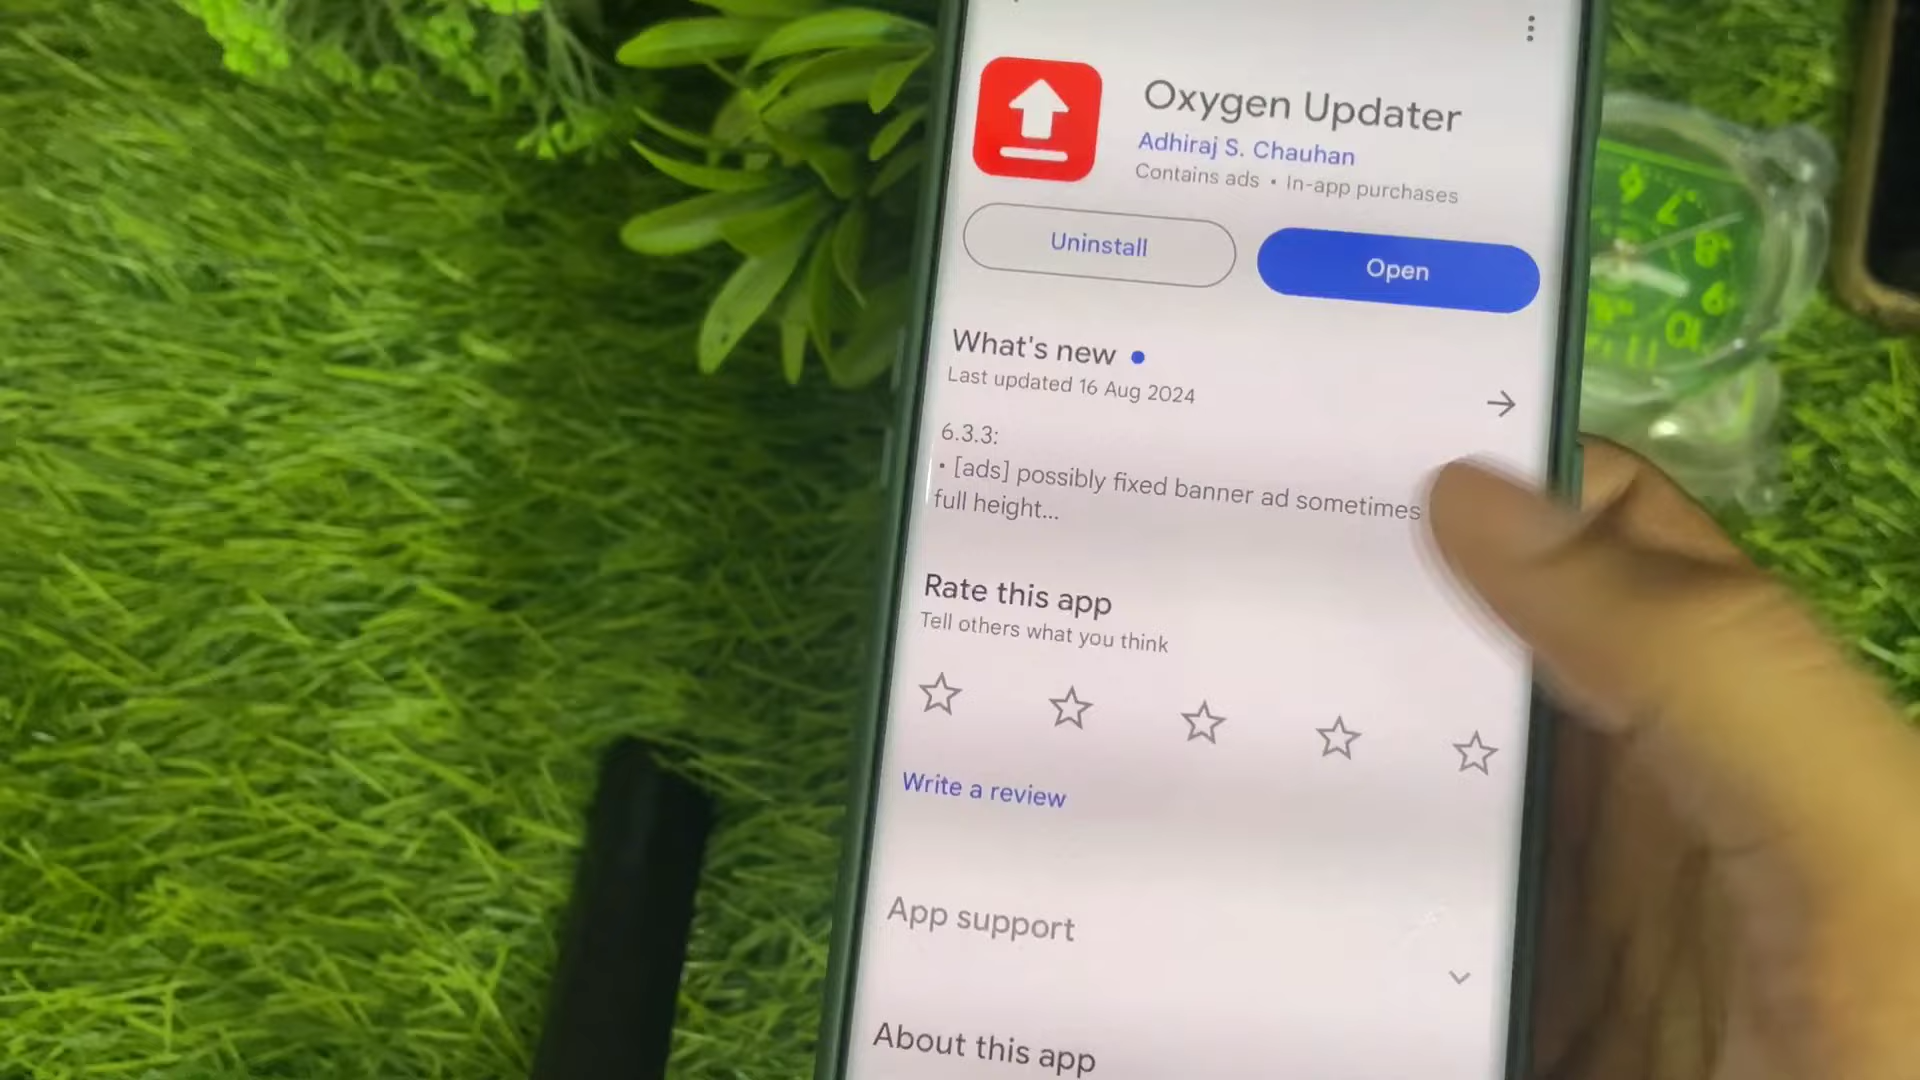 Oxygen Updater
Adhiraj S. Chauhan
Contains ads • In-app purchases
Uninstall
Open
What's new
Last updated 16 Aug 2024
6.3.3:
• [ads] possibly fixed banner ad sometimes
full height...
Rate this app
Tell others what you think
Write a review
App support
About this app